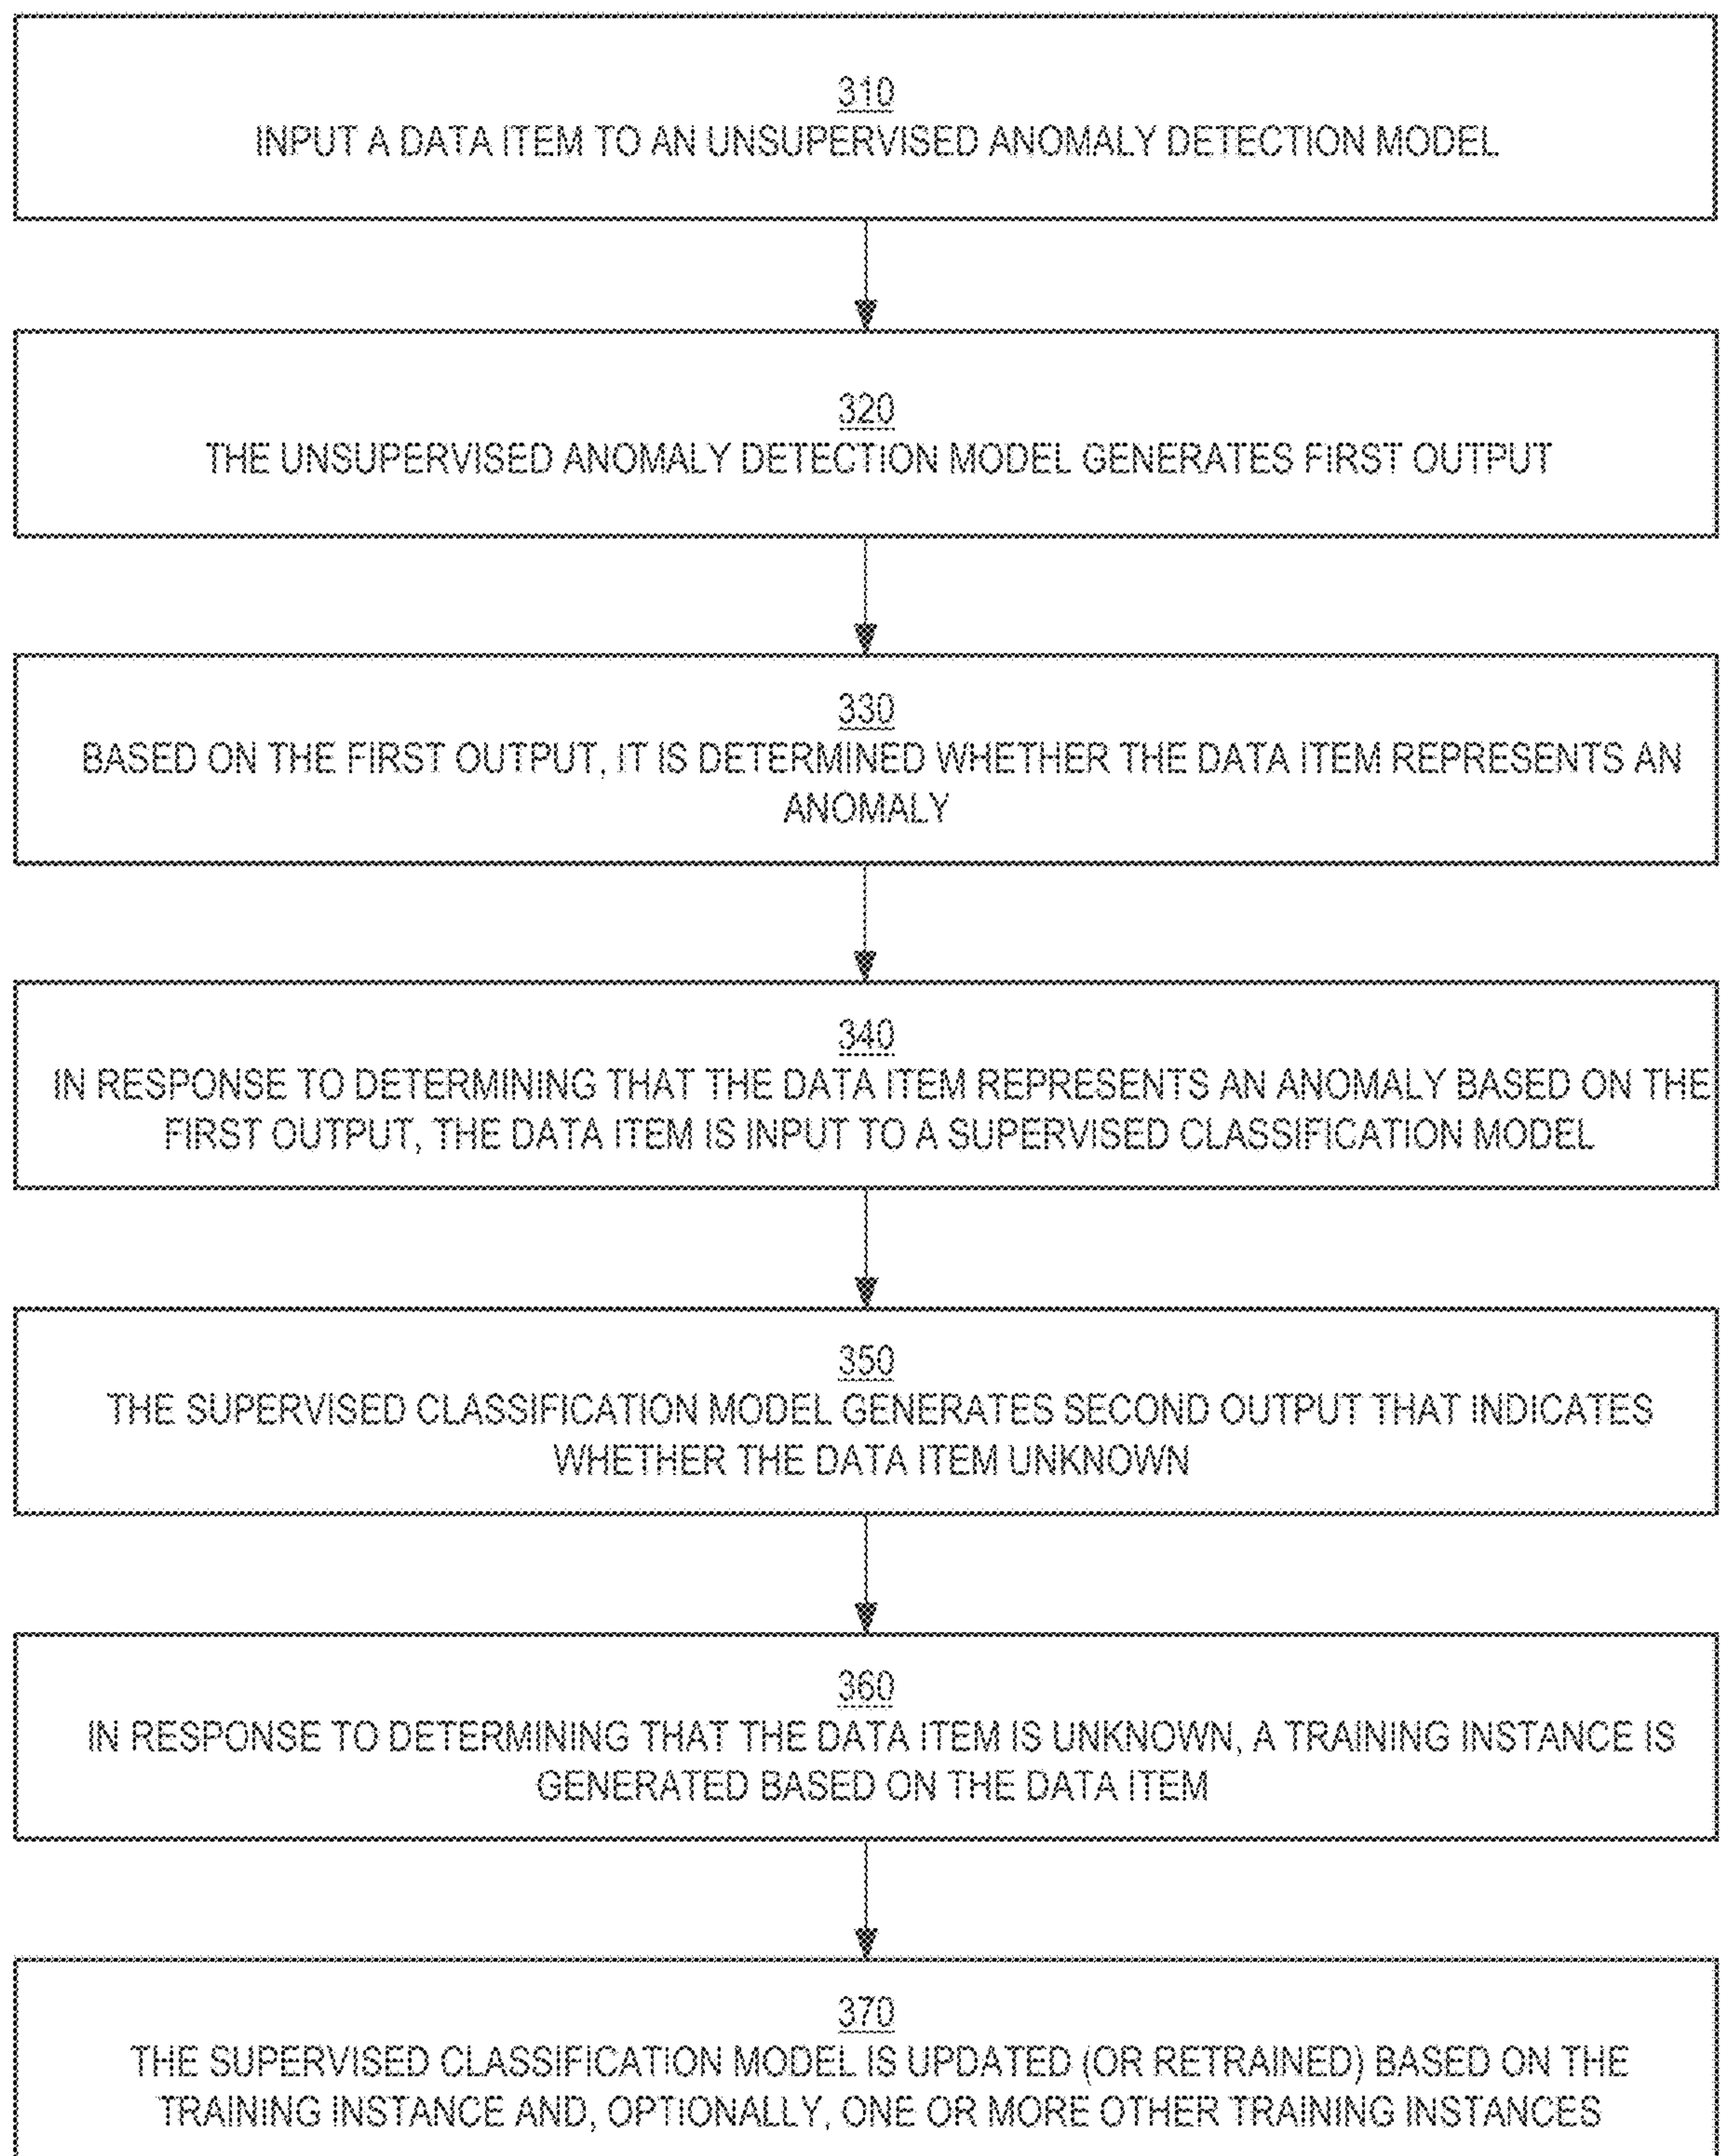 310
INPUT A DATA ITEM TO AN UNSUPERVISED ANOMALY DETECTION MODEL
320
THE UNSUPERVISED ANOMALY DETECTION MODEL GENERATES FIRST OUTPUT
330
BASED ON THE FIRST OUTPUT, IT IS DETERMINED WHETHER THE DATA ITEM REPRESENTS AN
ANOMALY
340
IN RESPONSE TO DETERMINING THAT THE DATA ITEM REPRESENTS AN ANOMALY BASED ON THE
FIRST OUTPUT, THE DATA ITEM IS INPUT TO A SUPERVISED CLASSIFICATION MODEL
350
THE SUPERVISED CLASSIFICATION MODEL GENERATES SECOND OUTPUT THAT INDICATES
WHETHER THE DATA ITEM UNKNOWN
360
IN RESPONSE TO DETERMINING THAT THE DATA ITEM IS UNKNOWN, A TRAINING INSTANCE IS
GENERATED BASED ON THE DATA ITEM
370
THE SUPERVISED CLASSIFICATION MODEL IS UPDATED (OR RETRAINED) BASED ON THE
TRAINING INSTANCE AND, OPTIONALLY, ONE OR MORE OTHER TRAINING INSTANCES